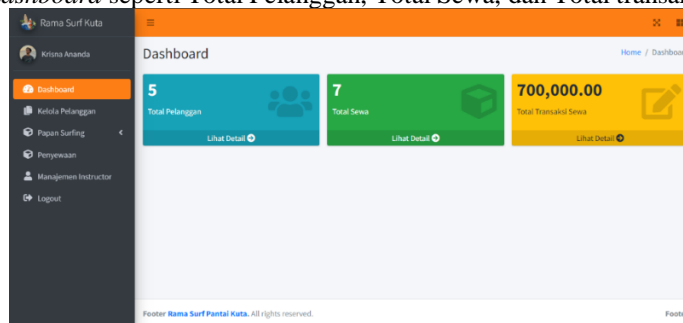 dashboard seperti Total Pelanggan, Total Sewa, dan Total
Rama Surf Kuta
Krisna Ananda
Dashboard
Home / Dashboard
Dashboard
Kelola Pelanggan
Papan Surfing
Penyewaan
Manajemen Instructor
Logout
5
Total Pelanggan
Lihat Detail
7
Total Sewa
Lihat Detail
700,000.00
Total Transaksi Sewa
Lihat Detail
Footer Rama Surf Pantai Kuta. All rights reserved.